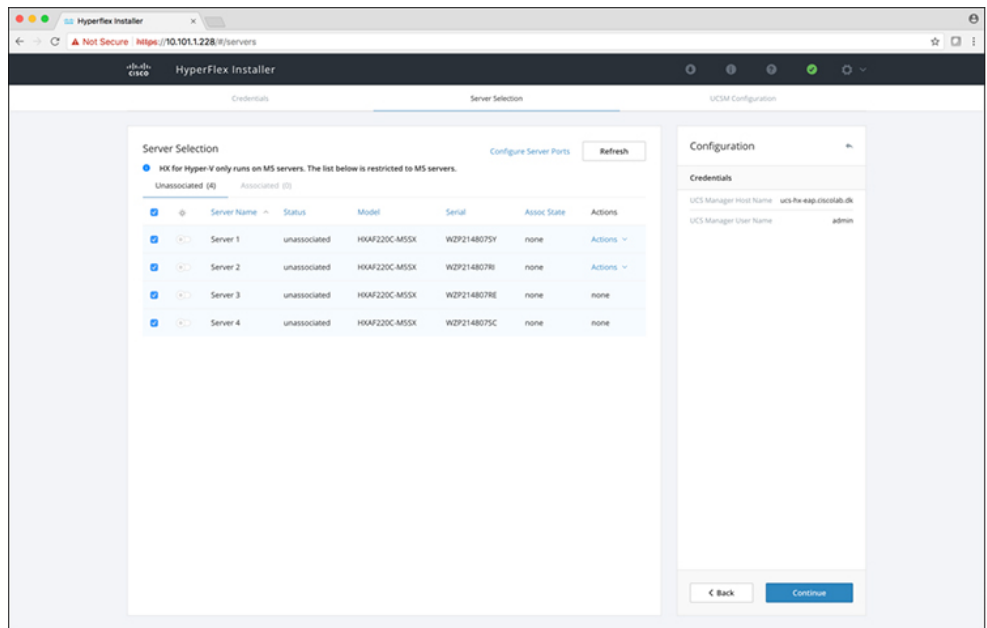 Hyperflex Installer
Not Secure https://10.101.1.228/#/servers
CISCO HyperFlex Installer
Credentials Server Selection UCSM Configuration
Server Selection Configure Server Ports Refresh
HX for Hyper-V only runs on M5 servers. The list below is restricted to M5 servers.
Unassociated (4) Associated (0)
Server Name Status Model Serial Assoc State Actions
Server 1 unassociated HXAF220C-M5SX WZP214807SY none Actions
Server 2 unassociated HXAF220C-M5SX WZP214807RI none Actions
Server 3 unassociated HXAF220C-M5SX WZP214807RE none none
Server 4 unassociated HXAF220C-M5SX WZP214807SC none none
Configuration
Credentials
UCS Manager Host Name ucs-hx-eap.ciscolab.dk
UCS Manager User Name admin
< Back Continue